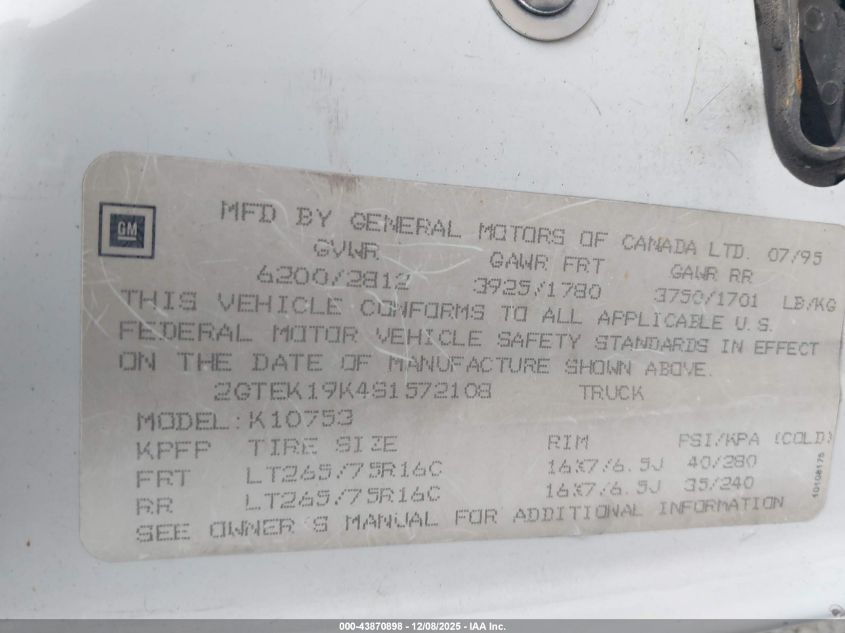 GM
MFD BY GENERAL MOTORS OF CANADA LTD. 07/95
GVWR GAWR FRT GAWR RR
6200/2812 3925/1780 3750/1701 LB/KG
THIS VEHICLE CONFORMS TO ALL APPLICABLE U.S.
FEDERAL MOTOR VEHICLE SAFETY STANDARDS IN EFFECT
ON THE DATE OF MANUFACTURE SHOWN ABOVE.
2GTEK19K4S1572108 TRUCK
MODEL:K10753
KPFP TIRE SIZE RIM PSI/KPA (COLD)
FRT LT265/75R16C 16X7/6.5J 40/280
RR LT265/75R16C 16X7/6.5J 35/240
SEE OWNER'S MANUAL FOR ADDITIONAL INFORMATION
10108175
000-43870898 - 12/08/2025 - IAA Inc.